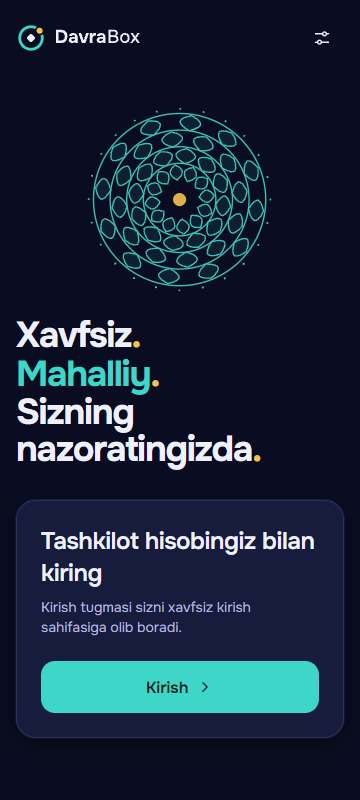 DavraBox
Xavfsiz.
Mahalliy.
Sizning
nazoratingizda.
Tashkilot hisobingiz bilan
kiring
Kirish tugmasi sizni xavfsiz kirish
sahifasiga olib boradi.
Kirish